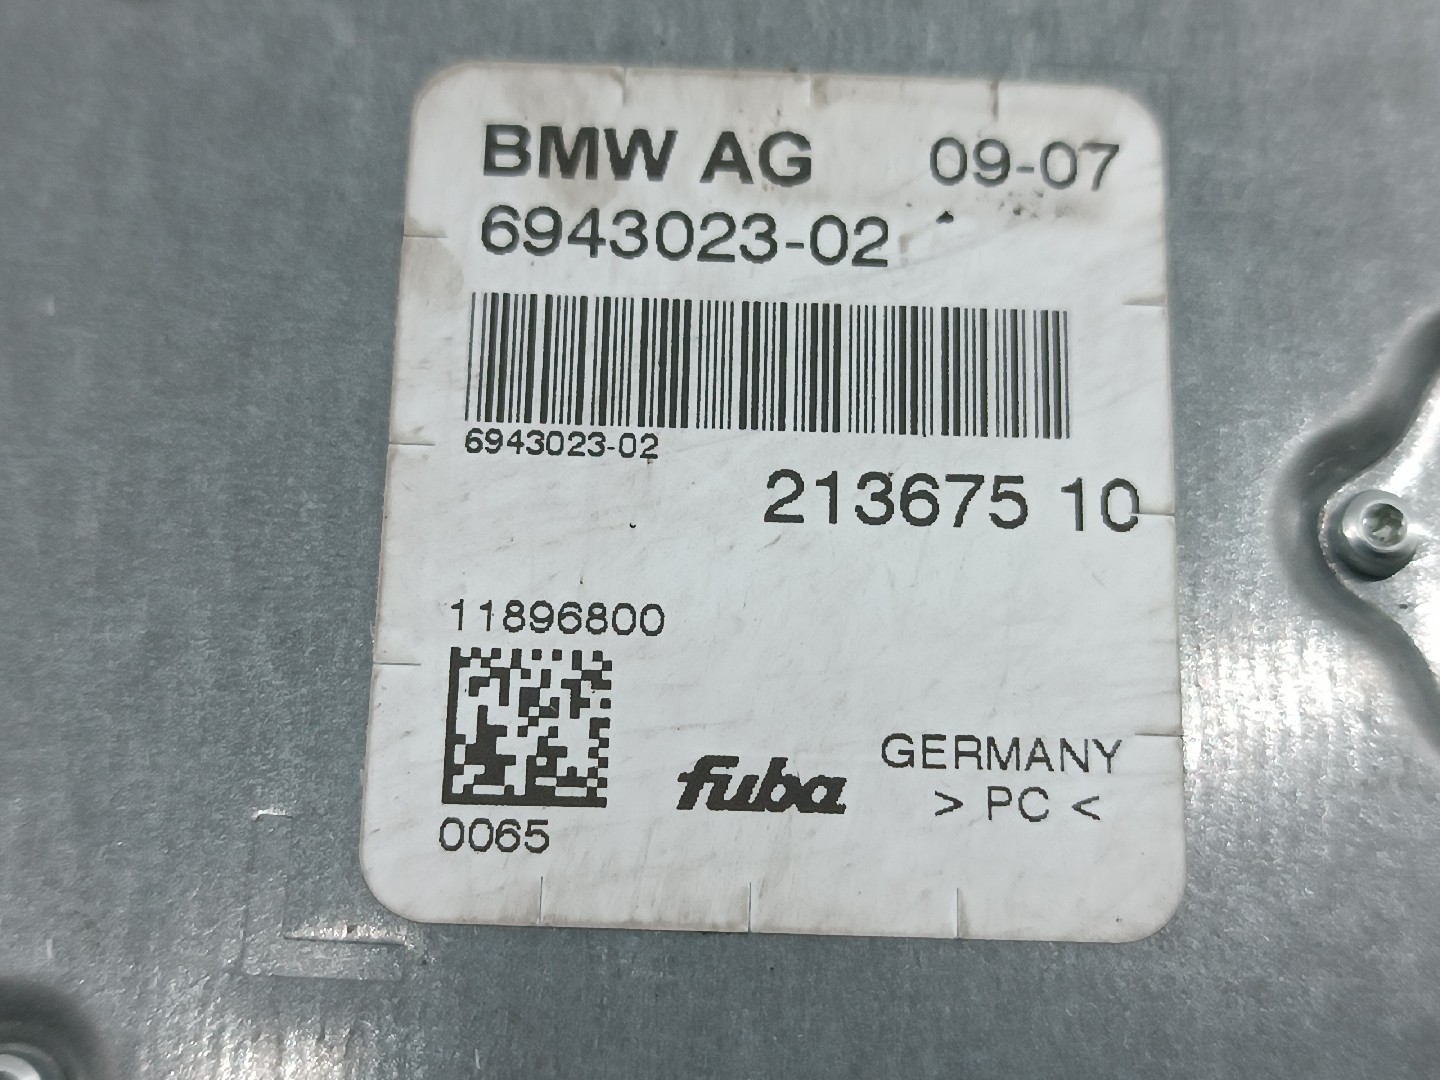 BMW AG 09-07
6943023-02
6943023-02
213675 10
11896800
0065
fuba
GERMANY
> PC <